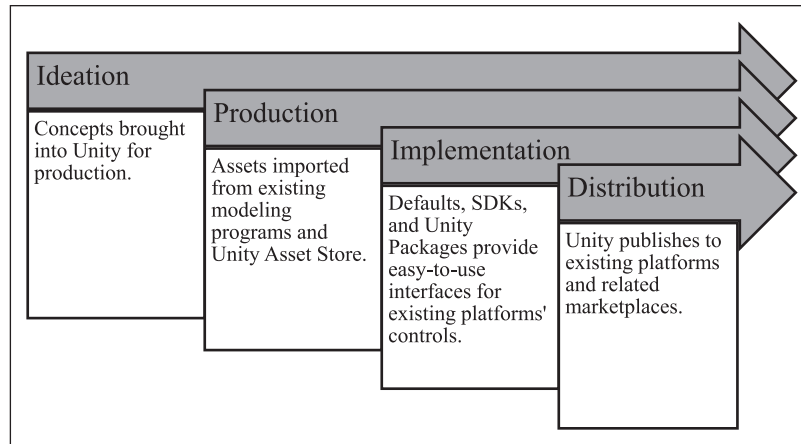 Ideation
Concepts brought
into Unity for
production.
Production
Assets imported
from existing
modeling
programs and
Unity Asset Store.
Implementation
Defaults, SDKs,
and Unity
Packages provide
easy-to-use
interfaces for
existing platforms'
controls.
Distribution
Unity publishes to
existing platforms
and related
marketplaces.